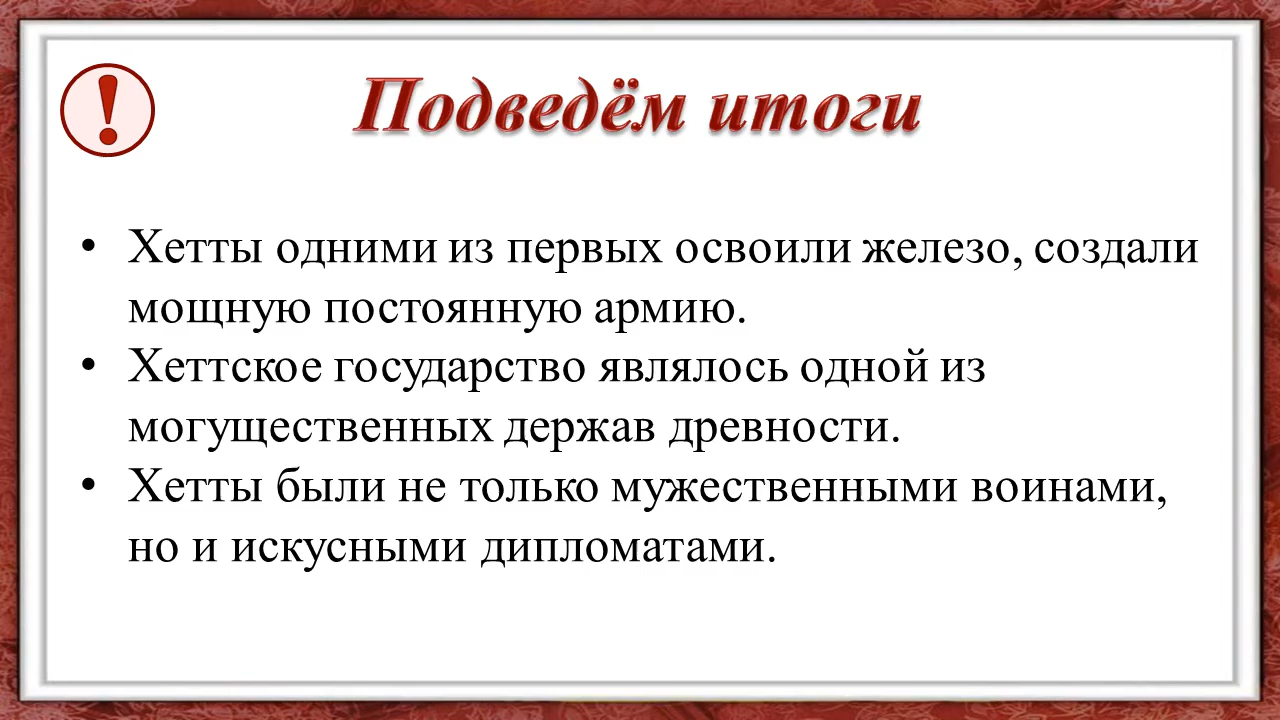 Подведём итоги
• Хетты одними из первых освоили железо, создали
мощную постоянную армию.
• Хеттское государство являлось одной из
могущественных держав древности.
• Хетты были не только мужественными воинами,
но и искусными дипломатами.